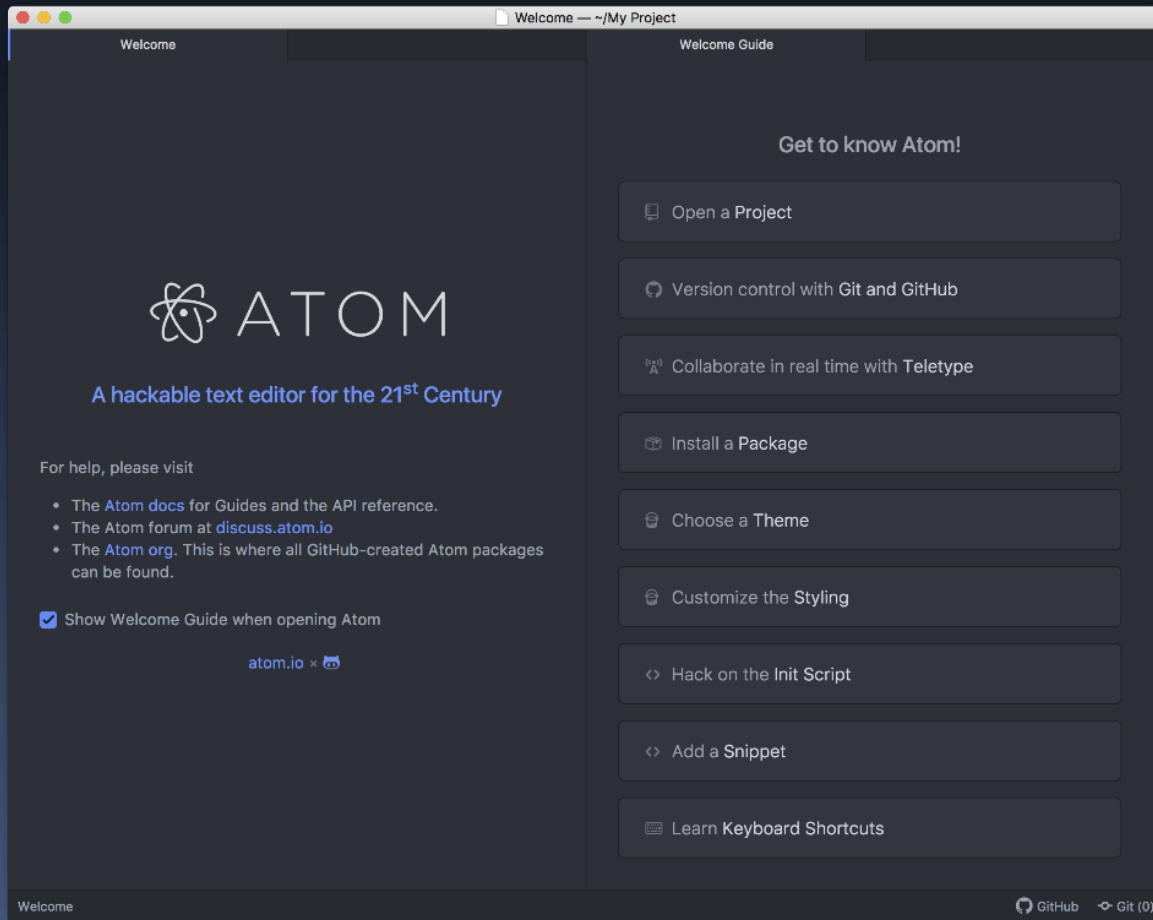 Welcome — ~/My Project
Welcome
Welcome Guide
ATOM
A hackable text editor for the 21st Century
For help, please visit
• The Atom docs for Guides and the API reference.
• The Atom forum at discuss.atom.io
• The Atom org. This is where all GitHub-created Atom packages
can be found.
Show Welcome Guide when opening Atom
atom.io ×
Get to know Atom!
Open a Project
Version control with Git and GitHub
Collaborate in real time with Teletype
Install a Package
Choose a Theme
Customize the Styling
Hack on the Init Script
Add a Snippet
Learn Keyboard Shortcuts
Welcome
GitHub
Git (0)